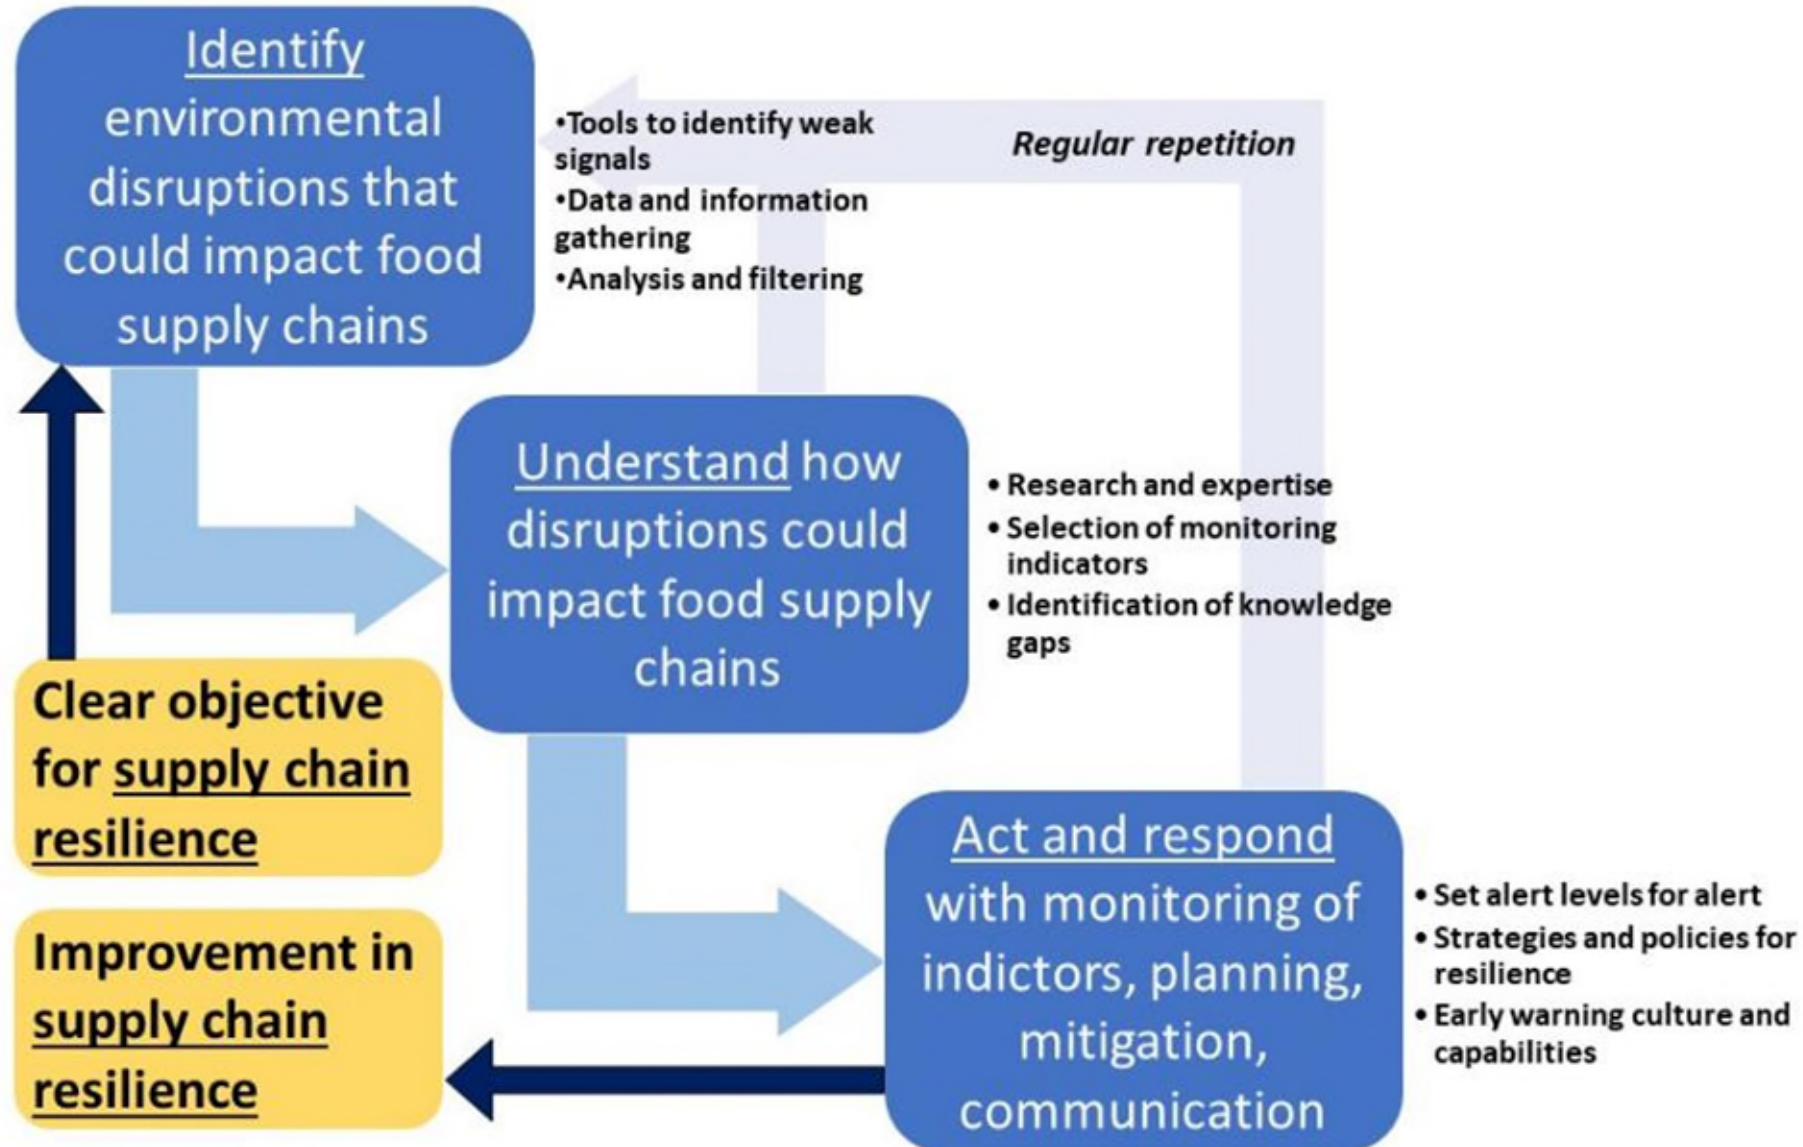 Identify
environmental
disruptions that
could impact food
supply chains
•Tools to identify weak
signals
•Data and information
gathering
•Analysis and filtering
Regular repetition
Understand how
disruptions could
impact food supply
chains
• Research and expertise
• Selection of monitoring
indicators
• Identification of knowledge
gaps
Clear objective
for supply chain
resilience
Act and respond
with monitoring of
indictors, planning,
mitigation,
communication
• Set alert levels for alert
• Strategies and policies for
resilience
• Early warning culture and
capabilities
Improvement in
supply chain
resilience